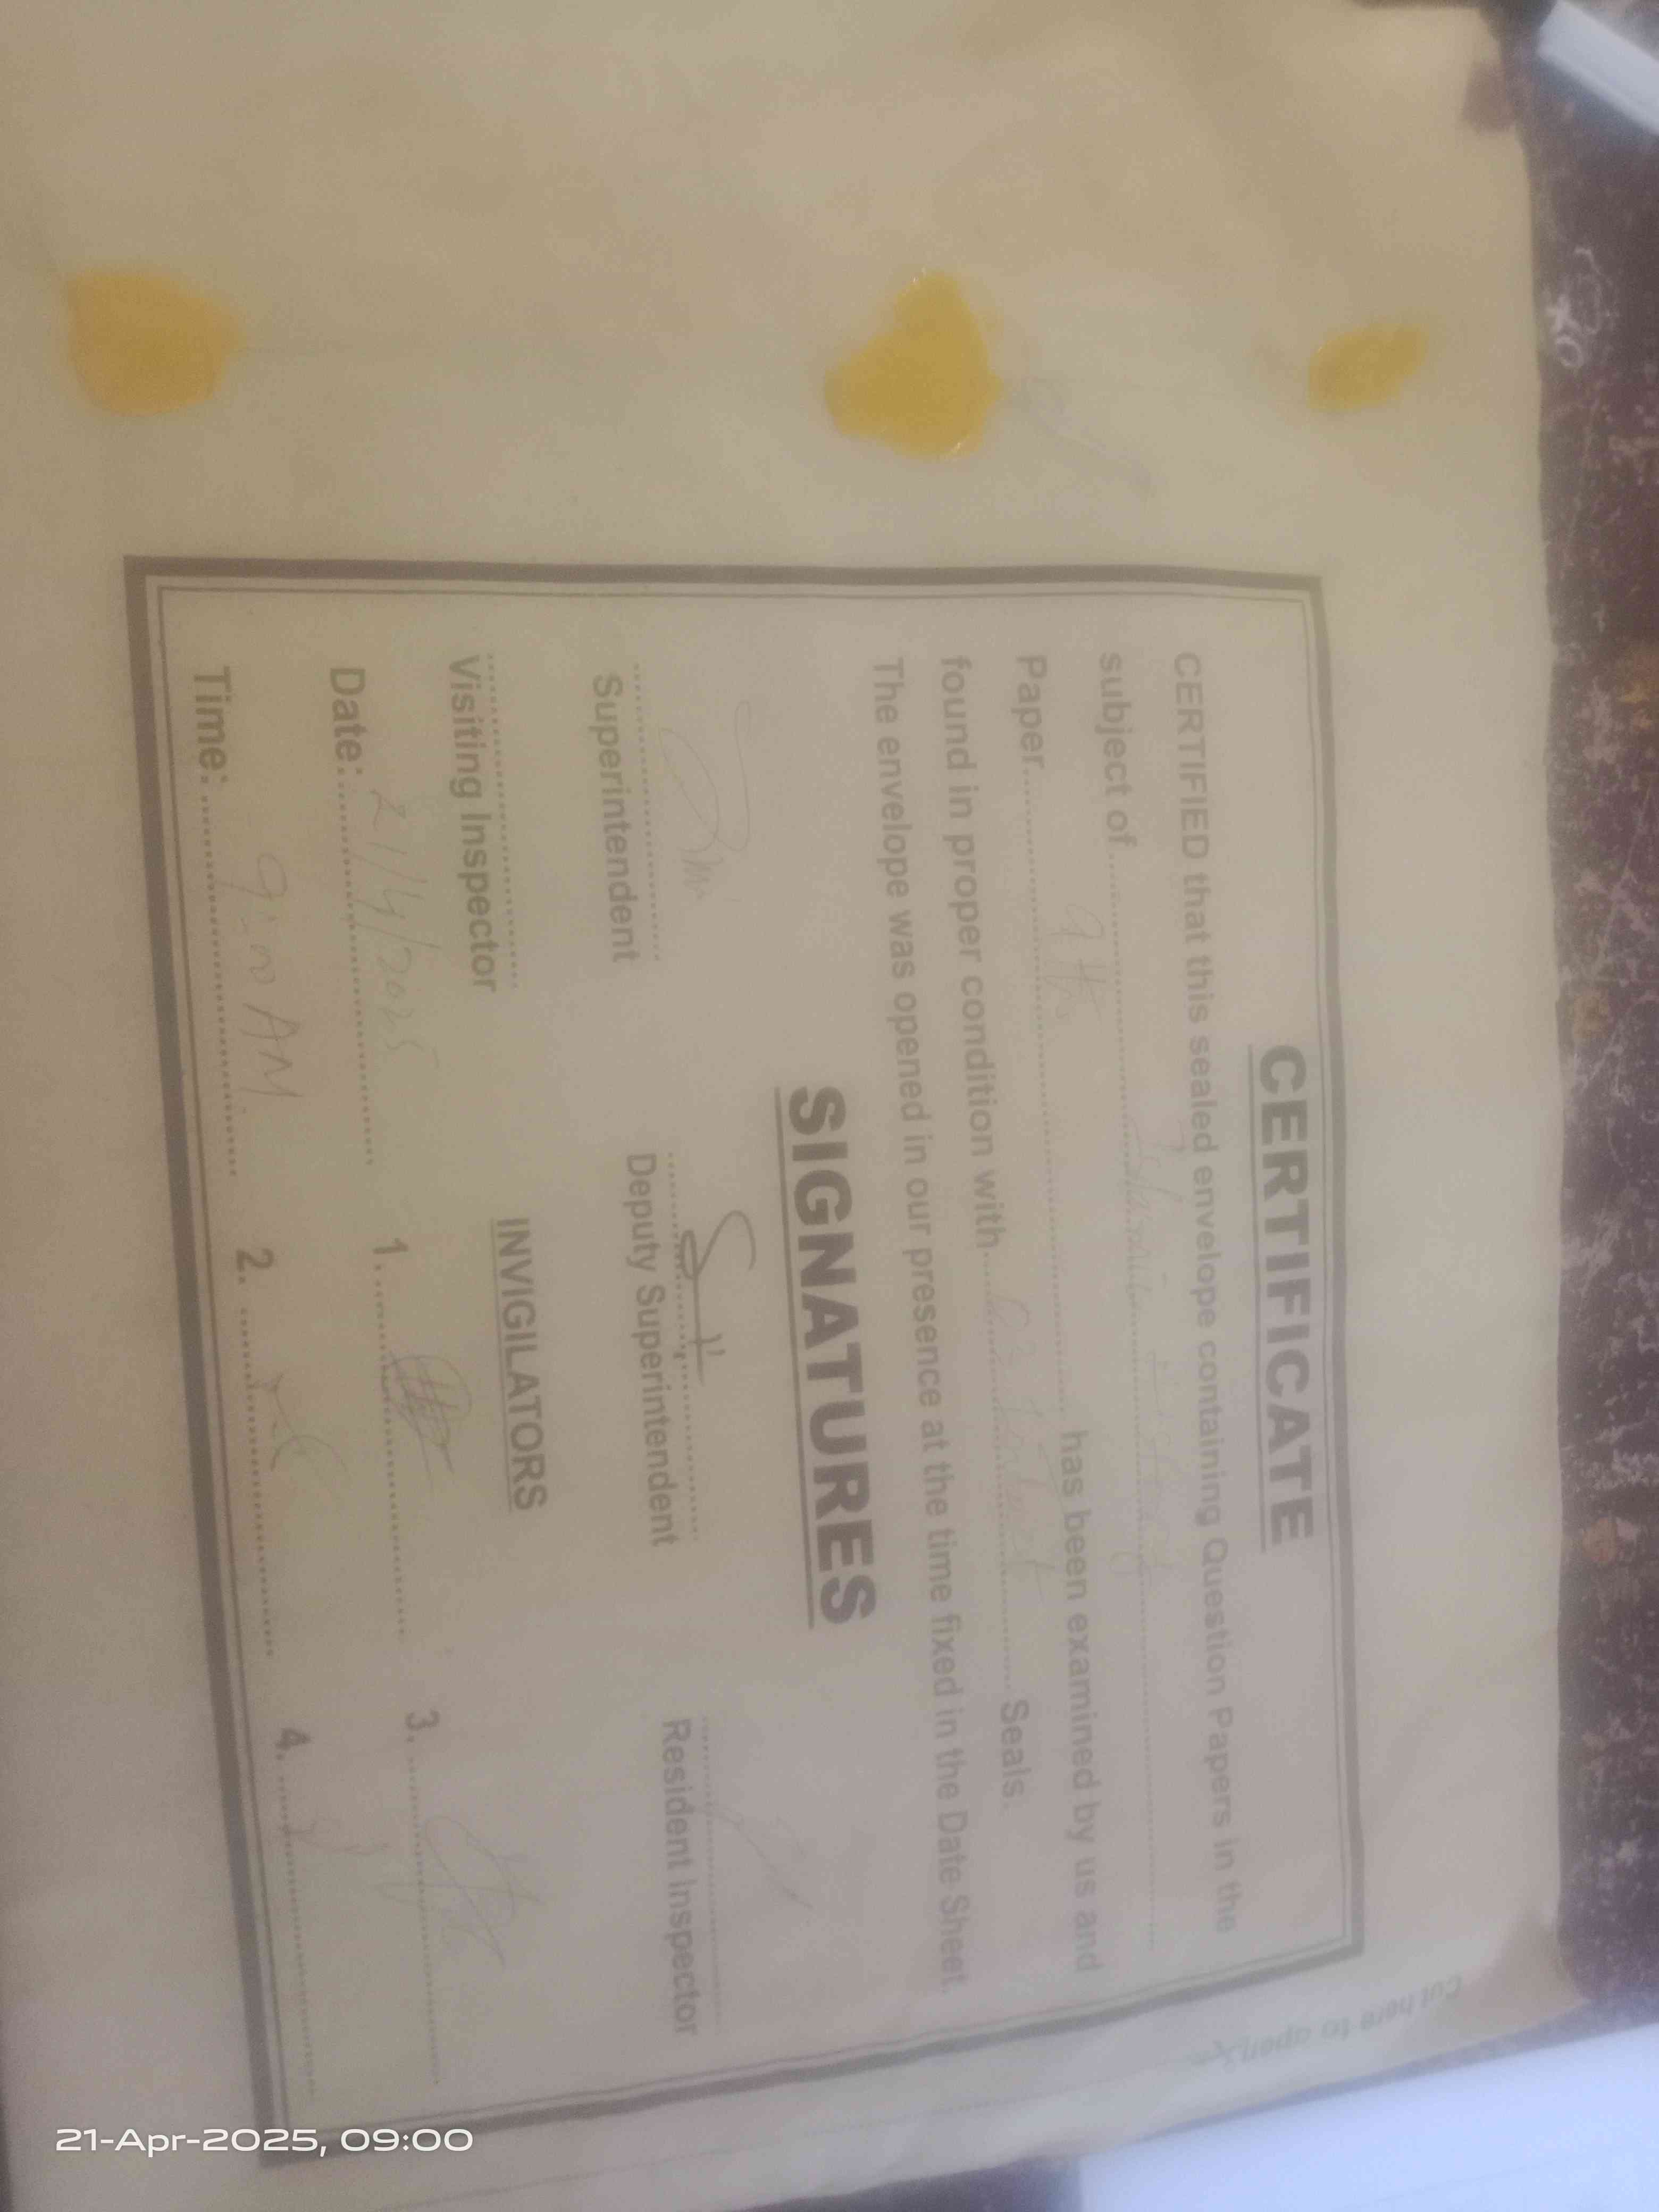 CERTIFICATE
CERTIFIED that this sealed envelope containing Question Papers in the
subject of
Paper 9th has been examined by us and
found in proper condition with Seals.
The envelope was opened in our presence at the time fixed in the Date Sheet.
SIGNATURES
Superintendent Deputy Superintendent Resident Inspector
Visiting Inspector INVIGILATORS
Date: 21/4/2025 1. 3.
Time: 9:00 AM 2. 4.
Cut here to open
21-Apr-2025, 09:00